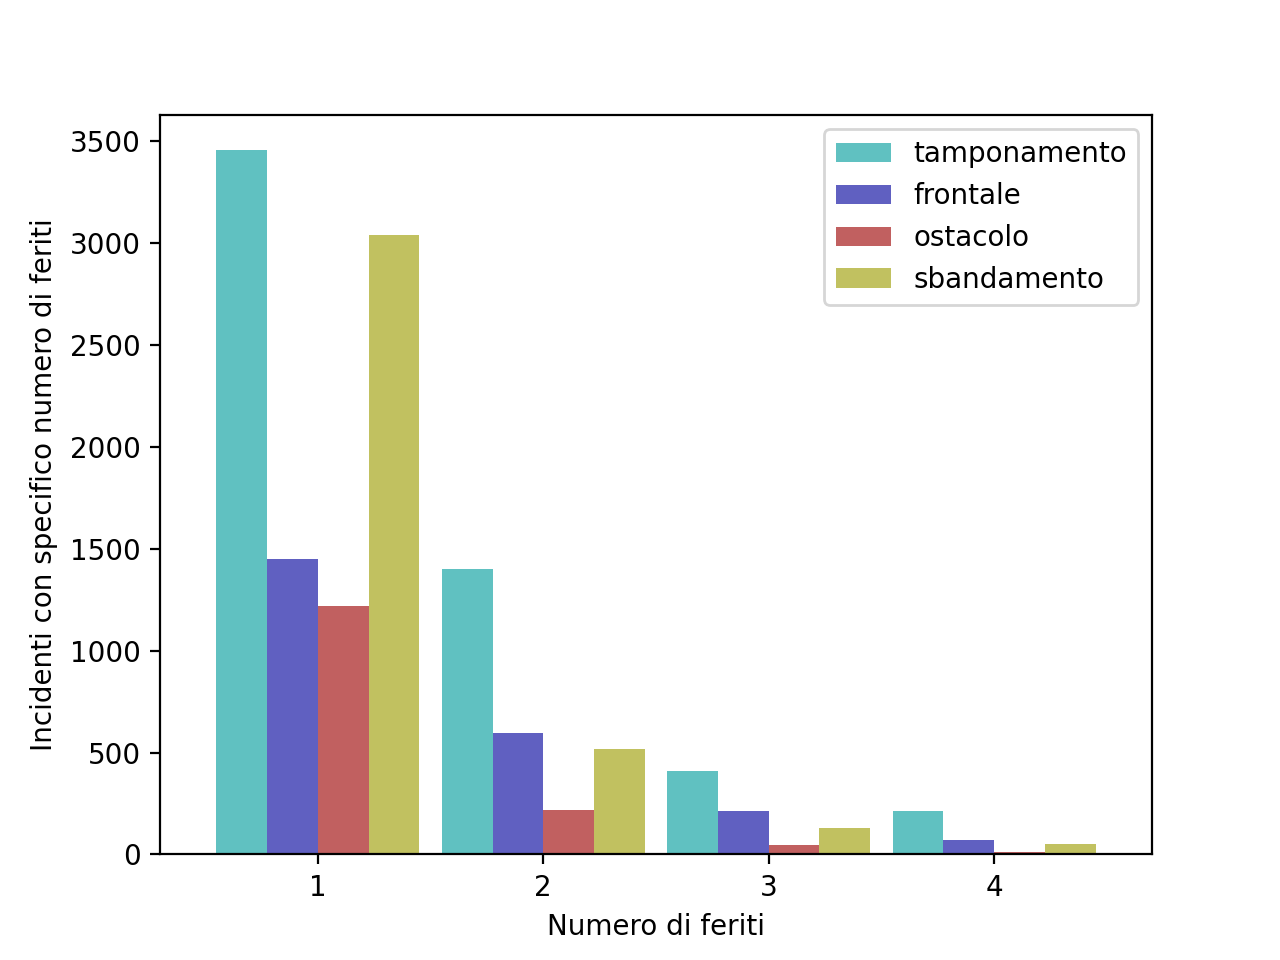 3500
3000
2500
2000
1500
1000
500
0
Incidenti con specifico numero di feriti
tamponamento
frontale
ostacolo
sbandamento
1 2 3 4
Numero di feriti